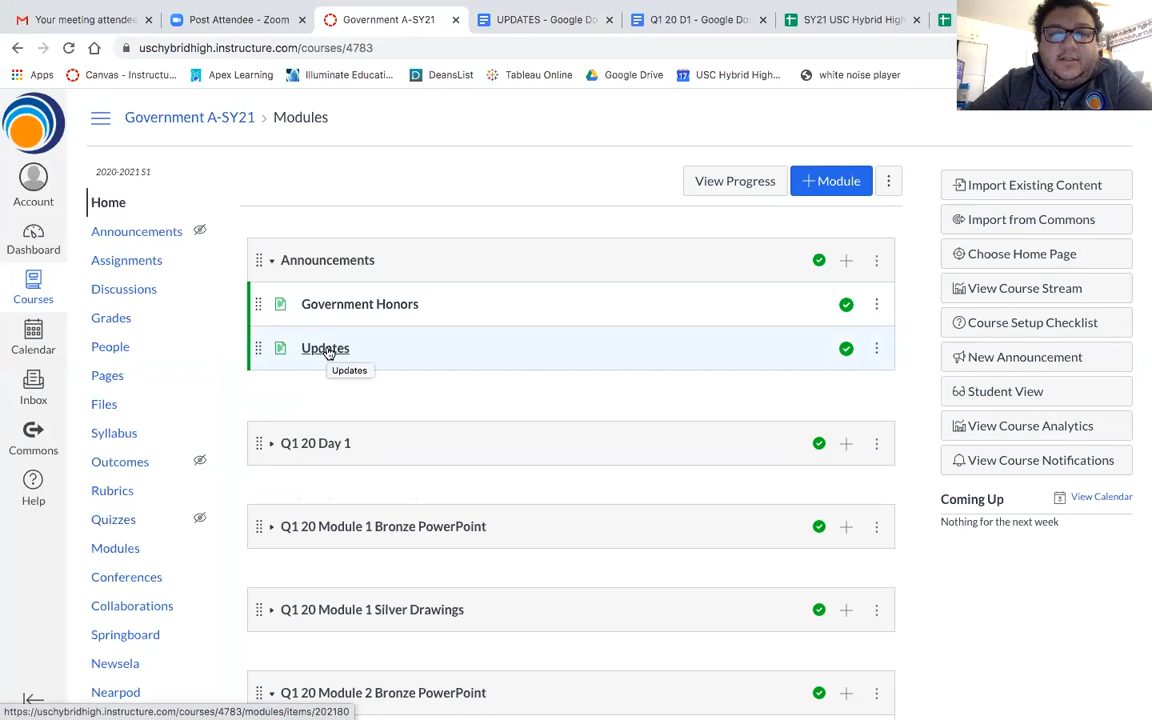 Your meeting attende
Post Attendee - Zoom
Government A-SY21
UPDATES - Google Do
Q1 20 D1 - Google Do
SY21 USC Hybrid High
uschybridhigh.instructure.com/courses/4783
Apps
Canvas - Instructu...
Apex Learning
Illuminate Educati...
DeansList
Tableau Online
Google Drive
17 USC Hybrid Hig...
white noise player
Government A-SY21 › Modules
2020-2021 S1
View Progress
+ Module
Account
Dashboard
Courses
Calendar
Inbox
Commons
Help
Home
Announcements
Assignments
Discussions
Grades
People
Pages
Files
Syllabus
Outcomes
Rubrics
Quizzes
Modules
Conferences
Collaborations
Springboard
Newsela
Nearpod
Announcements
Government Honors
Updates
Updates
Q1 20 Day 1
Q1 20 Module 1 Bronze PowerPoint
Q1 20 Module 1 Silver Drawings
Q1 20 Module 2 Bronze PowerPoint
Import Existing Content
Import from Commons
Choose Home Page
View Course Stream
Course Setup Checklist
New Announcement
Student View
View Course Analytics
View Course Notifications
Coming Up
View Calendar
Nothing for the next week
https://uschybridhigh.instructure.com/courses/4783/modules/items/202180